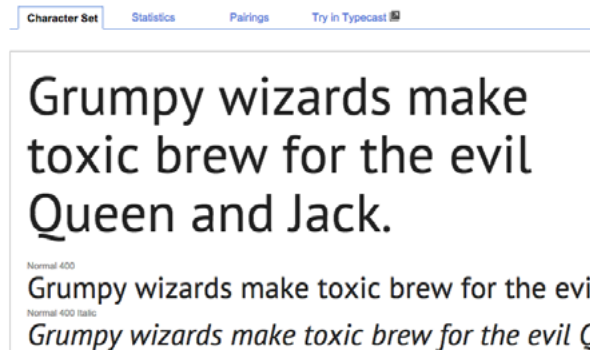 Character Set Statistics Pairings Try in Typecast
Grumpy wizards make
toxic brew for the evil
Queen and Jack.
Normal 400
Grumpy wizards make toxic brew for the evi
Normal 400 Italic
Grumpy wizards make toxic brew for the evil Q